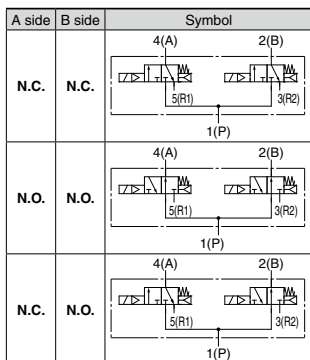 A side B side Symbol
4(A) 2(B)
N.C. N.C.
5(R1) 3(R2)
1(P)
4(A) 2(B)
N.O. N.O.
5(R1) 3(R2)
1(P)
4(A) 2(B)
N.C. N.O.
5(R1) 3(R2)
1(P)